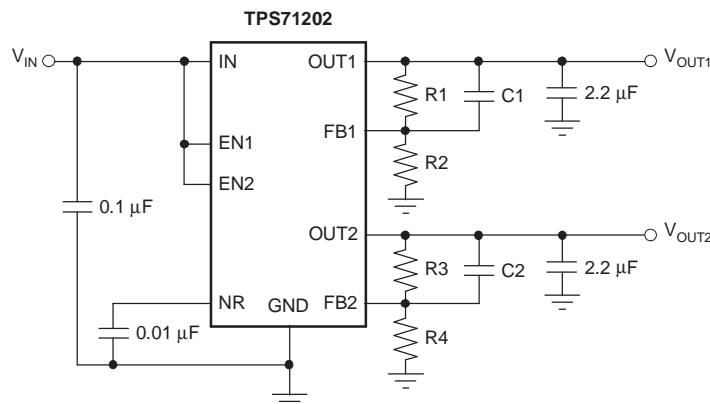 TPS71202
V_IN
IN
OUT1
V_OUT1
R1
C1
2.2 μF
FB1
EN1
R2
EN2
0.1 μF
OUT2
V_OUT2
R3
C2
2.2 μF
NR
GND
FB2
0.01 μF
R4